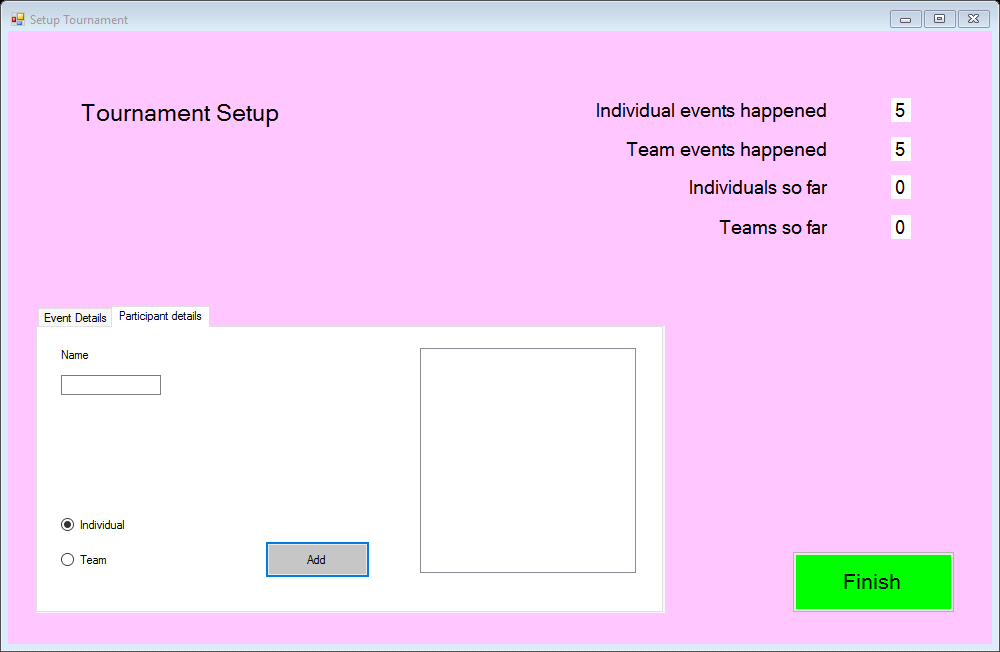 Setup Tournament
Tournament Setup
Individual events happened 5
Team events happened 5
Individuals so far 0
Teams so far 0
Event Details Participant details
Name
Individual
Team
Add
Finish